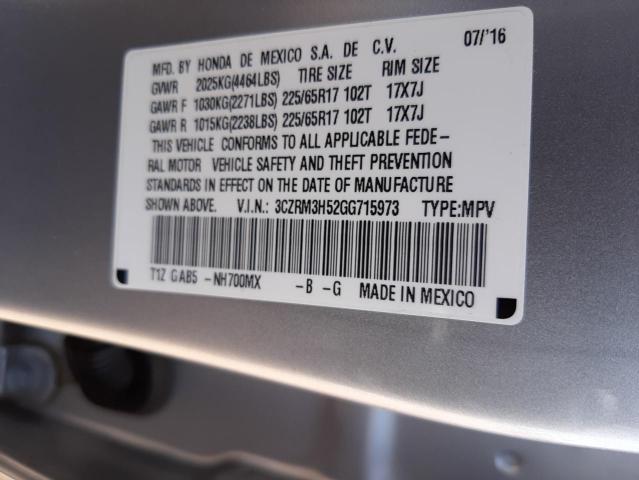 MFD. BY HONDA DE MEXICO S.A. DE C.V. 07/'16
GVWR 2025KG(4464LBS) TIRE SIZE RIM SIZE
GAWR F 1030KG(2271LBS) 225/65R17 102T 17X7J
GAWR R 1015KG(2238LBS) 225/65R17 102T 17X7J
THIS VEHICLE CONFORMS TO ALL APPLICABLE FEDE-
RAL MOTOR VEHICLE SAFETY AND THEFT PREVENTION
STANDARDS IN EFFECT ON THE DATE OF MANUFACTURE
SHOWN ABOVE. V.I.N.: 3CZRM3H52GG715973 TYPE:MPV
T1Z GAB5 -NH700MX -B -G MADE IN MEXICO